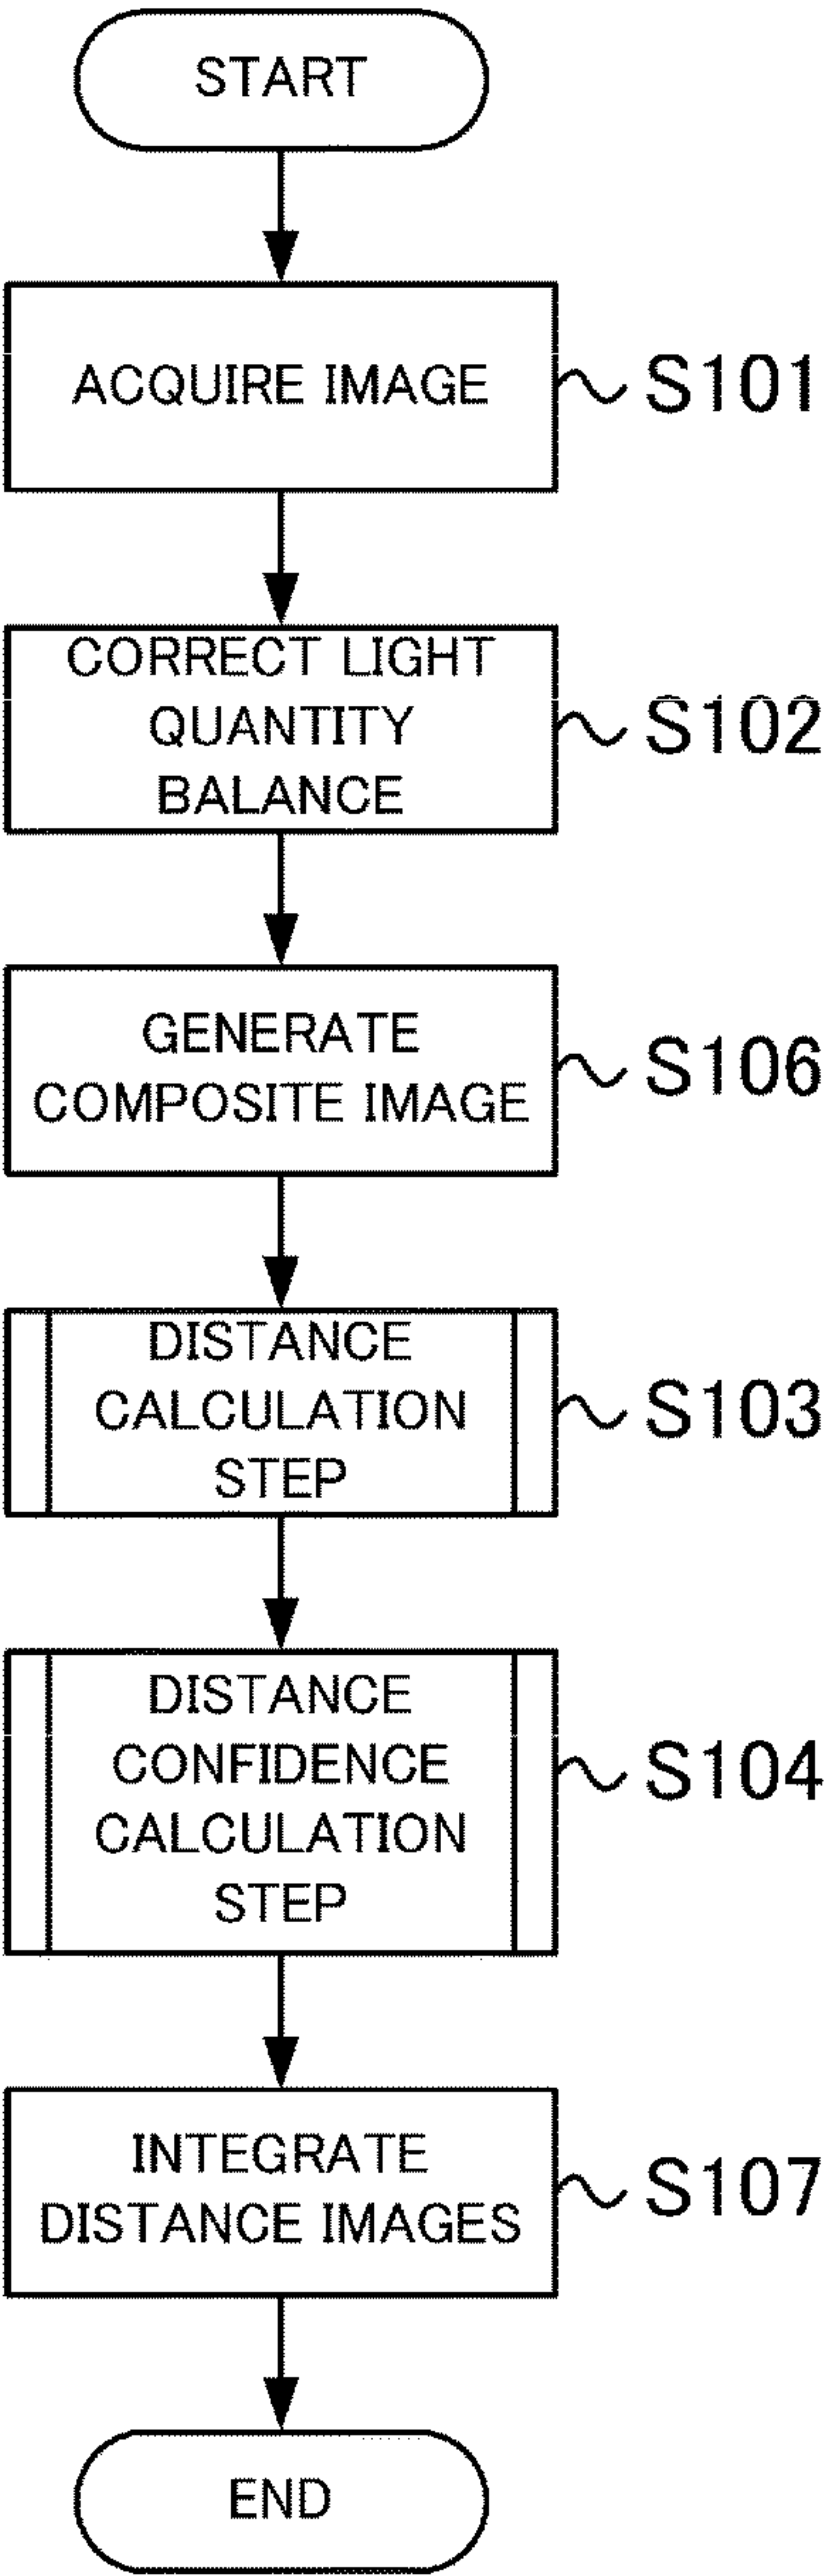 START
ACQUIRE IMAGE
S101
CORRECT LIGHT
QUANTITY
BALANCE
S102
GENERATE
COMPOSITE IMAGE
S106
DISTANCE
CALCULATION
STEP
S103
DISTANCE
CONFIDENCE
CALCULATION
STEP
S104
INTEGRATE
DISTANCE IMAGES
S107
END